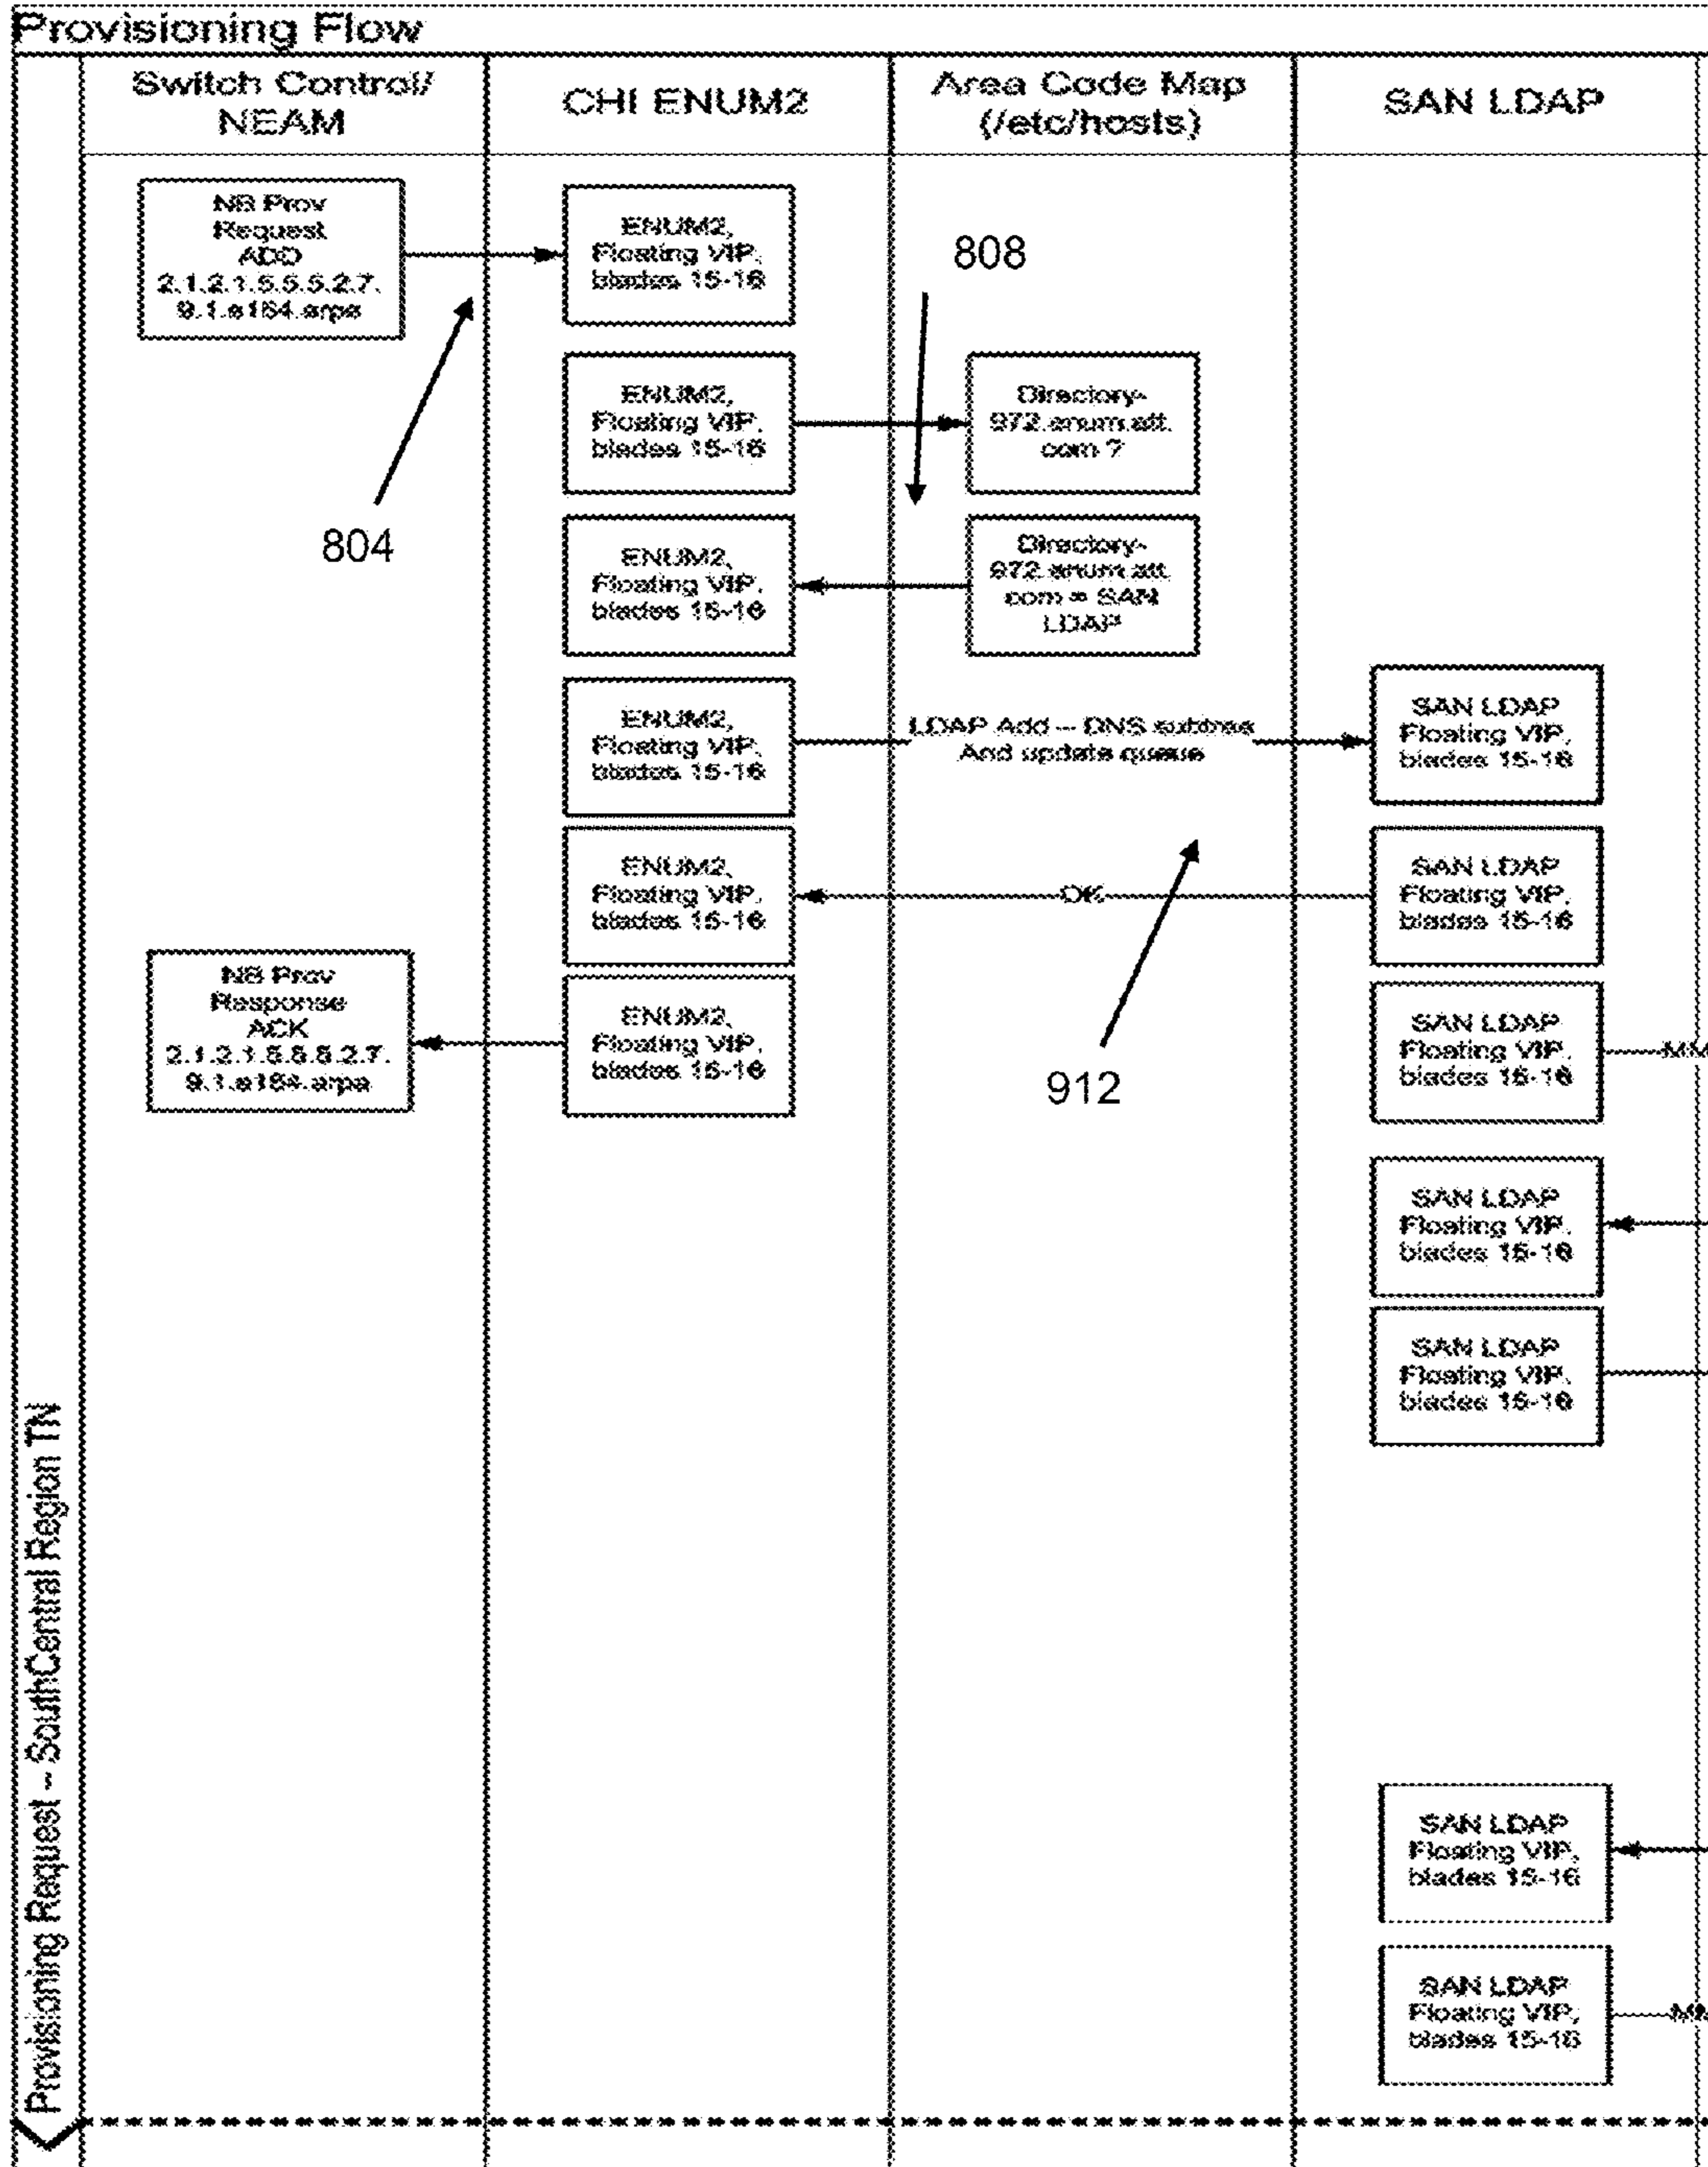 Provisioning Flow
Switch Control/
NEAM
CHI ENUM2
Area Code Map
(/etc/hosts)
SAN LDAP
NB Prov
Request
ADD
2.1.2.1.5.5.5.2.7.
9.1.e164.arpa
ENUM2,
Floating VIP,
blades 15-16
808
ENUM2,
Floating VIP,
blades 15-16
Directory-
972.enum.att.
com ?
804
ENUM2,
Floating VIP,
blades 15-16
Directory-
972.enum.att.
com = SAN
LDAP
ENUM2,
Floating VIP,
blades 15-16
LDAP Add -- DNS subtree
And update queue
SAN LDAP
Floating VIP,
blades 15-16
ENUM2,
Floating VIP,
blades 15-16
OK
SAN LDAP
Floating VIP,
blades 15-16
NB Prov
Response
ACK
2.1.2.1.5.5.5.2.7.
9.1.e164.arpa
ENUM2,
Floating VIP,
blades 15-16
912
SAN LDAP
Floating VIP,
blades 15-16
SAN LDAP
Floating VIP,
blades 15-16
SAN LDAP
Floating VIP,
blades 15-16
SAN LDAP
Floating VIP,
blades 15-16
SAN LDAP
Floating VIP,
blades 15-16
Provisioning Request -- SouthCentral Region TN